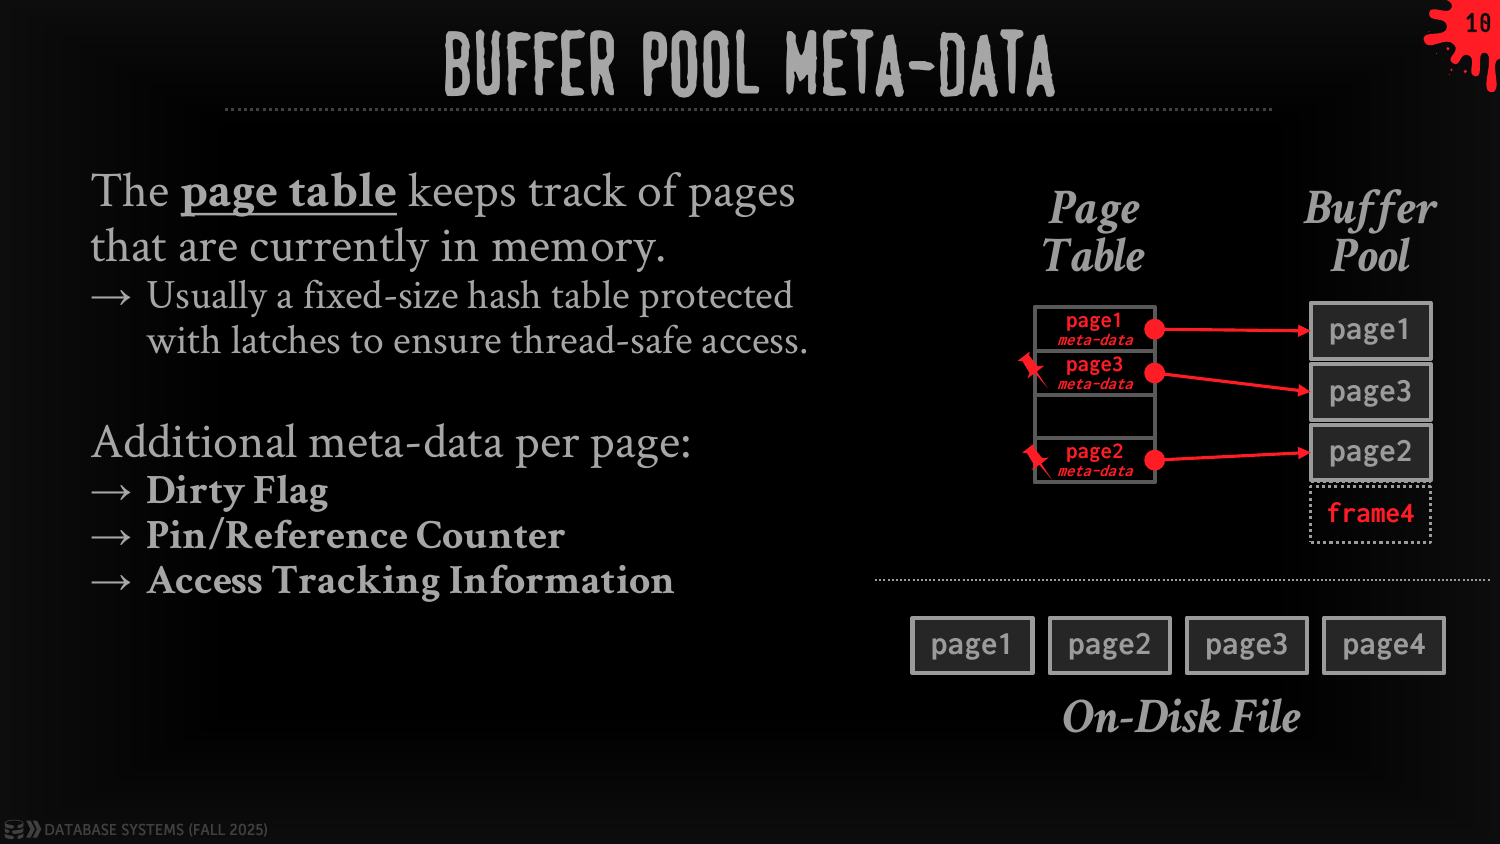 10
BUFFER POOL META-DATA
The page table keeps track of pages
that are currently in memory.
→ Usually a fixed-size hash table protected
with latches to ensure thread-safe access.
Additional meta-data per page:
→ Dirty Flag
→ Pin/Reference Counter
→ Access Tracking Information
Page
Table
page1
meta-data
page3
meta-data
page2
meta-data
Buffer
Pool
page1
page3
page2
frame4
page1 page2 page3 page4
On-Disk File
DATABASE SYSTEMS (FALL 2025)